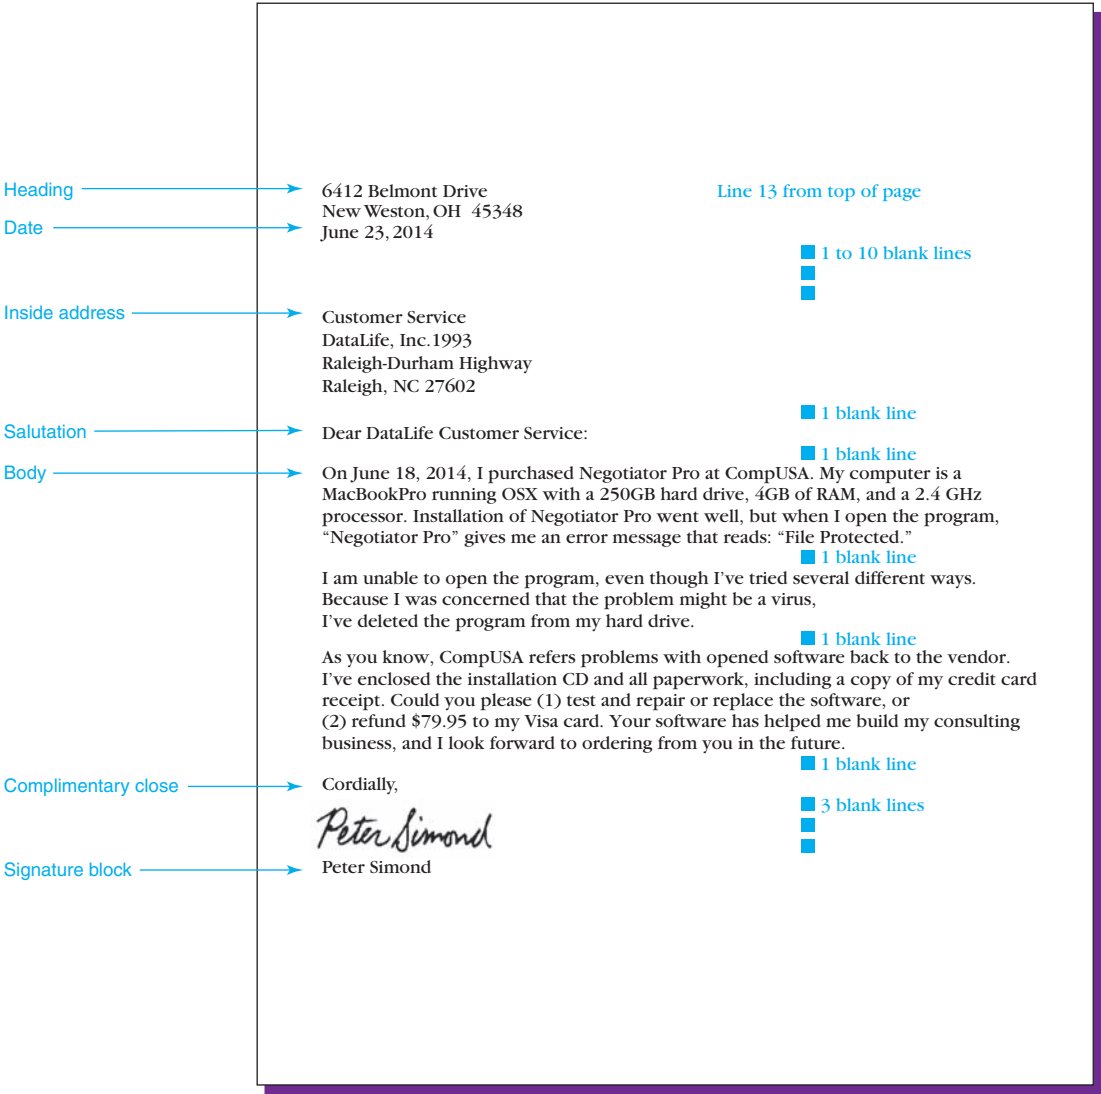 Heading
6412 Belmont Drive
Line 13 from top of page
New Weston, OH 45348
Date
June 23, 2014
1 to 10 blank lines
Inside address
Customer Service
DataLife, Inc.1993
Raleigh-Durham Highway
Raleigh, NC 27602
1 blank line
Salutation
Dear DataLife Customer Service:
1 blank line
Body
On June 18, 2014, I purchased Negotiator Pro at CompUSA. My computer is a
MacBookPro running OSX with a 250GB hard drive, 4GB of RAM, and a 2.4 GHz
processor. Installation of Negotiator Pro went well, but when I open the program,
“Negotiator Pro” gives me an error message that reads: “File Protected.”
1 blank line
I am unable to open the program, even though I’ve tried several different ways.
Because I was concerned that the problem might be a virus,
I’ve deleted the program from my hard drive.
1 blank line
As you know, CompUSA refers problems with opened software back to the vendor.
I’ve enclosed the installation CD and all paperwork, including a copy of my credit card
receipt. Could you please (1) test and repair or replace the software, or
(2) refund $79.95 to my Visa card. Your software has helped me build my consulting
business, and I look forward to ordering from you in the future.
1 blank line
Complimentary close
Cordially,
3 blank lines
Peter Simond
Signature block
Peter Simond